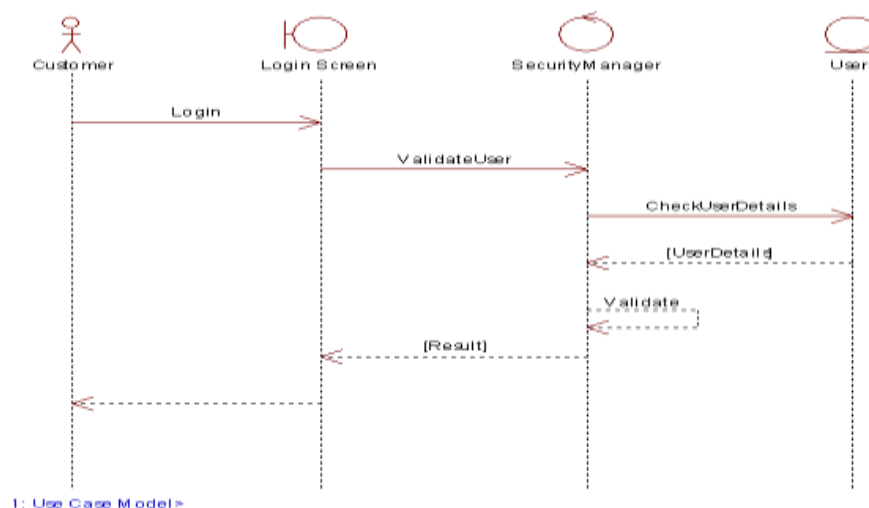 Customer
Login Screen
SecurityManager
User
Login
ValidateUser
CheckUserDetails
[UserDetails]
Validate
[Result]
1: Use Case Model>